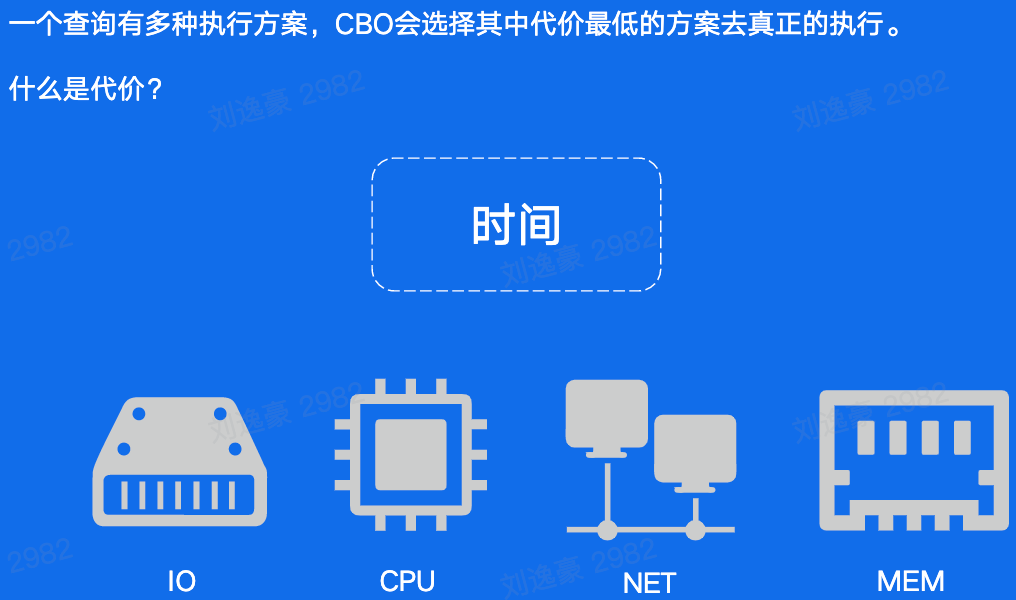 一个查询有多种执行方案，CBO会选择其中代价最低的方案去真正的执行。
什么是代价？
刘逸豪 2982
刘逸豪 2982
时间
2982
刘逸豪 2982
刘逸豪 2982
刘逸豪 2982
2982
刘逸豪 2982
IO
CPU
NET
MEM